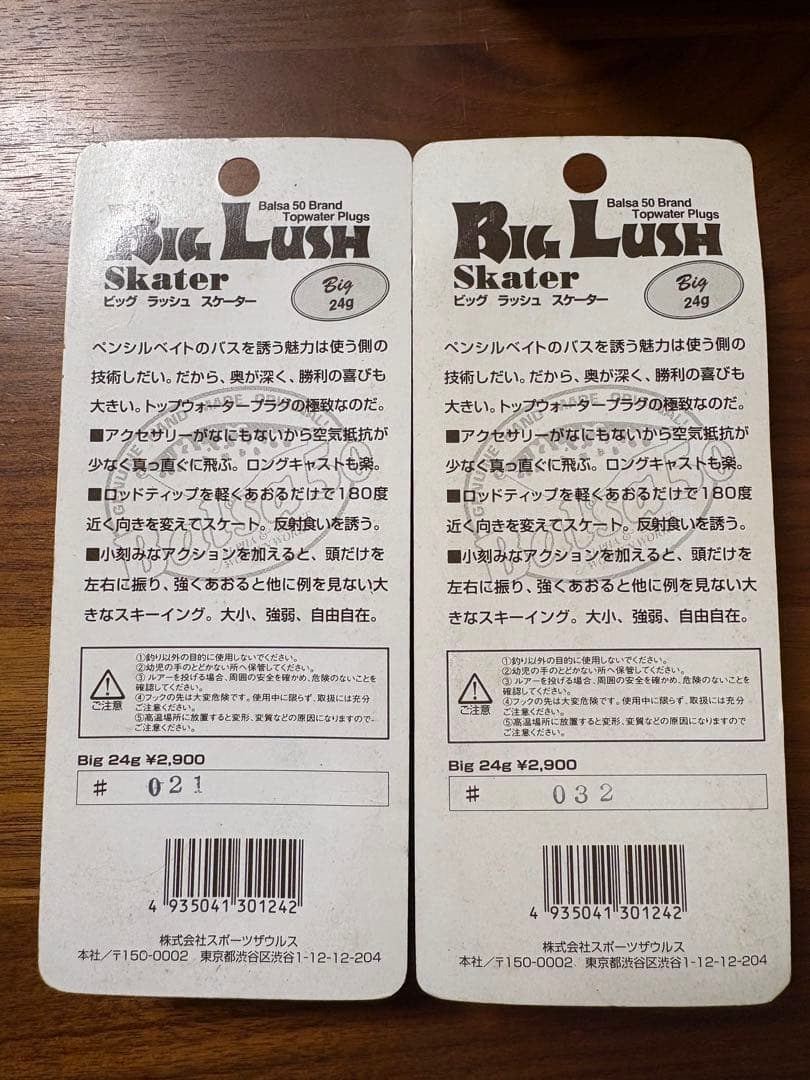 Balsa 50 Brand
Topwater Plugs
BIG LUSH
Skater
ビッグ ラッシュ スケーター
Big
24g
ペンシルベイトのバスを誘う魅力は使う側の
技術しだい。だから、奥が深く、勝利の喜びも
大きい。トップウォータープラグの極致なのだ。
■アクセサリーがなにもないから空気抵抗が
少なく真っ直ぐに飛ぶ。ロングキャストも楽。
■ロッドティップを軽くあおるだけで180度
近く向きを変えてスケート。反射食いを誘う。
■小刻みなアクションを加えると、頭だけを
左右に振り、強くあおると他に例を見ない大
きなスキーイング。大小、強弱、自由自在。
Balsa50
ご注意
①釣り以外の目的に使用しないでください。
②幼児の手のとどかない所へ保管してください。
③ルアーを投げる場合、周囲の安全を確かめ、危険のないことを
確認してください。
④フックの先は大変危険です。使用中に限らず、取扱には充分
ご注意ください。
⑤高温場所に放置すると変形、変質などの原因になりますので
ご注意ください。
Big 24g ¥2,900
# 021
4 935041 301242
株式会社スポーツザウルス
本社/〒150-0002 東京都渋谷区渋谷1-12-12-204
Balsa 50 Brand
Topwater Plugs
BIG LUSH
Skater
ビッグ ラッシュ スケーター
Big
24g
ペンシルベイトのバスを誘う魅力は使う側の
技術しだい。だから、奥が深く、勝利の喜びも
大きい。トップウォータープラグの極致なのだ。
■アクセサリーがなにもないから空気抵抗が
少なく真っ直ぐに飛ぶ。ロングキャストも楽。
■ロッドティップを軽くあおるだけで180度
近く向きを変えてスケート。反射食いを誘う。
■小刻みなアクションを加えると、頭だけを
左右に振り、強くあおると他に例を見ない大
きなスキーイング。大小、強弱、自由自在。
Balsa50
ご注意
①釣り以外の目的に使用しないでください。
②幼児の手のとどかない所へ保管してください。
③ルアーを投げる場合、周囲の安全を確かめ、危険のないことを
確認してください。
④フックの先は大変危険です。使用中に限らず、取扱には充分
ご注意ください。
⑤高温場所に放置すると変形、変質などの原因になりますので
ご注意ください。
Big 24g ¥2,900
# 032
4 935041 301242
株式会社スポーツザウルス
本社/〒150-0002 東京都渋谷区渋谷1-12-12-204